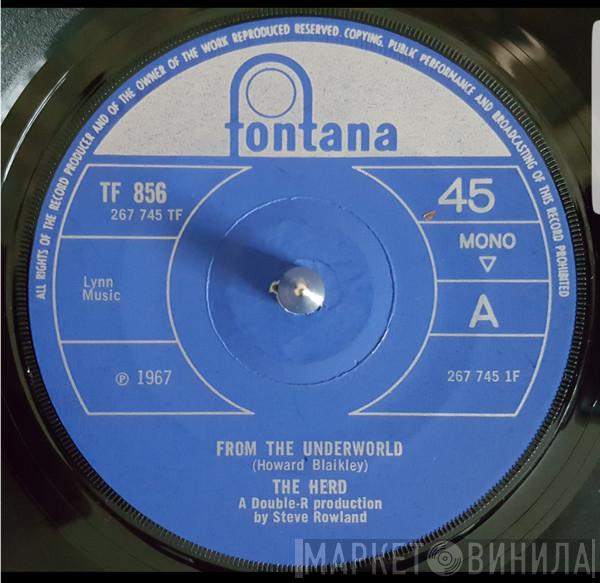 ALL RIGHTS OF THE RECORD PRODUCER AND OF THE OWNER OF THE WORK REPRODUCED RESERVED. COPYING, PUBLIC PERFORMANCE AND BROADCASTING OF THIS RECORD PROHIBITED
fontana
TF 856
267 745 TF
45
MONO
Lynn
Music
A
℗ 1967
267 745 1F
FROM THE UNDERWORLD
(Howard Blaikley)
THE HERD
A Double-R production
by Steve Rowland
МАРКЕТ ВИНИЛА